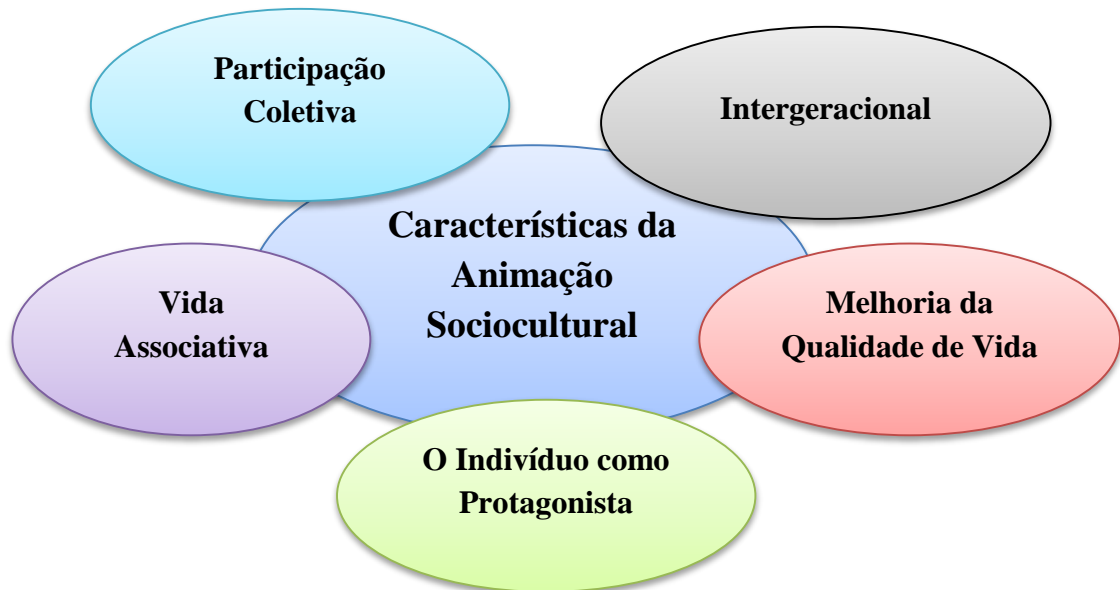 Participação
Coletiva
Intergeracional
Características da
Animação
Sociocultural
Vida
Associativa
Melhoria da
Qualidade de Vida
O Indivíduo como
Protagonista